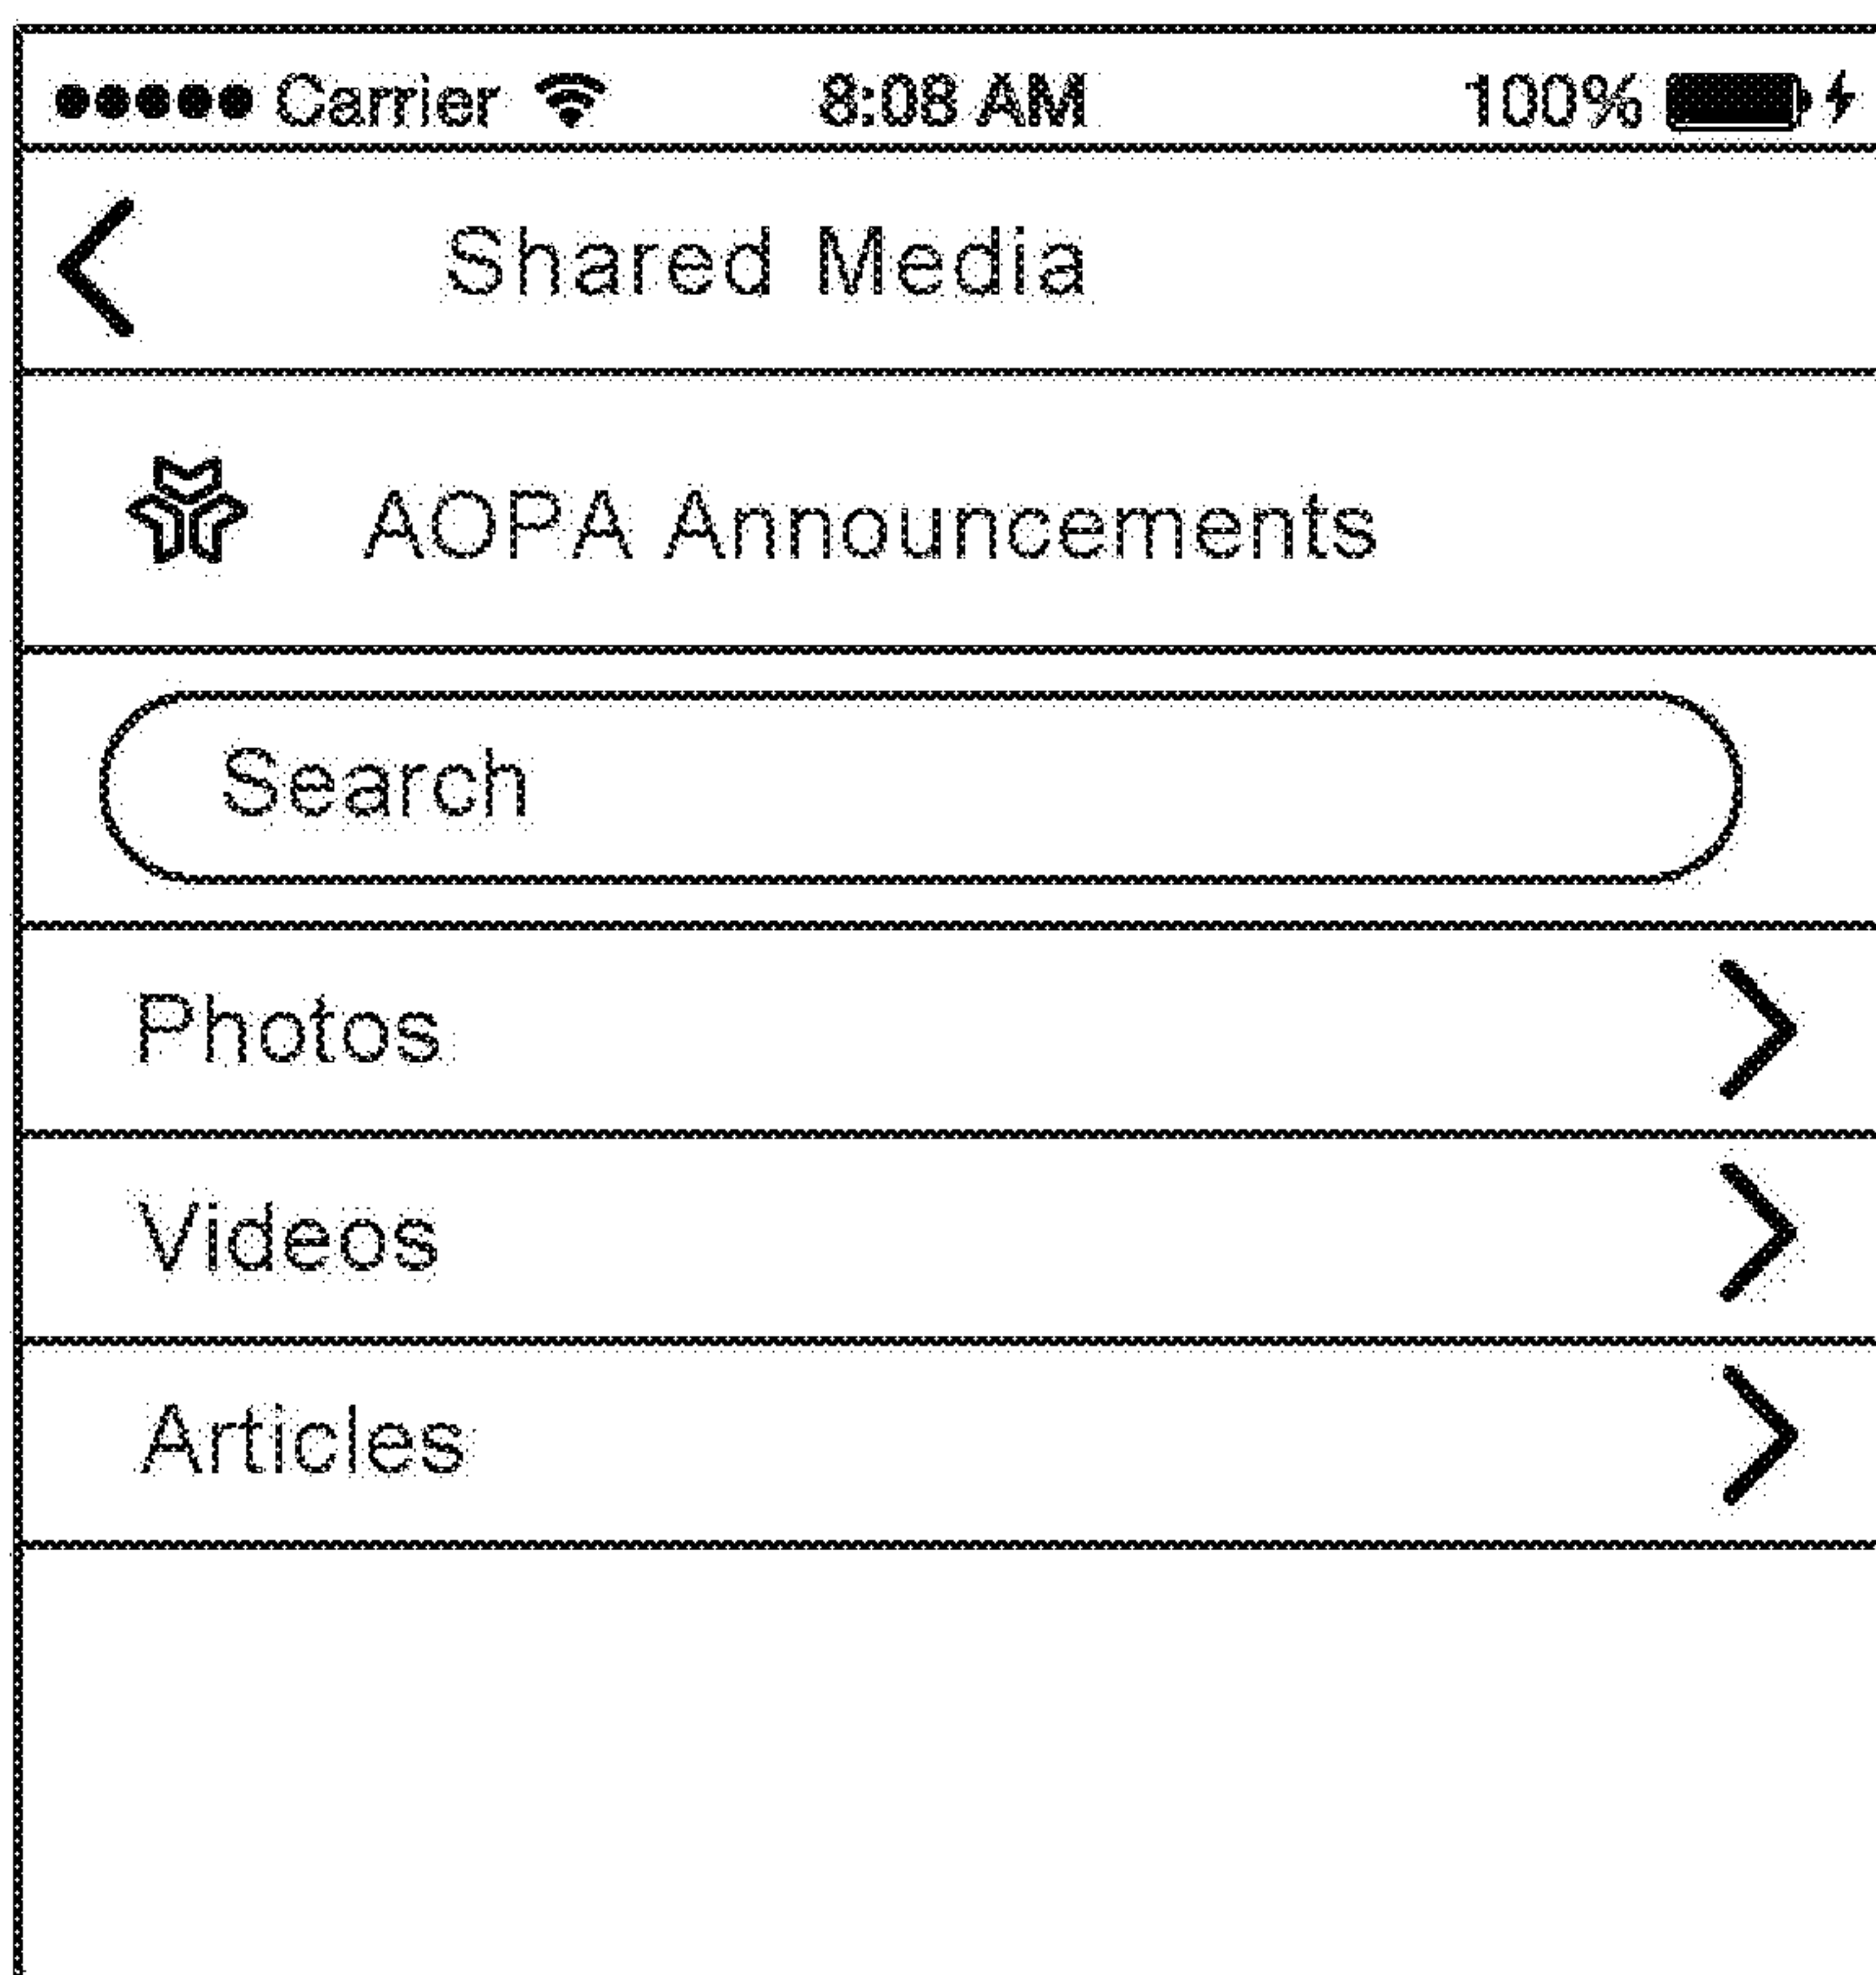 Carrier 8:08 AM 100%
Shared Media
AOPA Announcements
Search
Photos
Videos
Articles